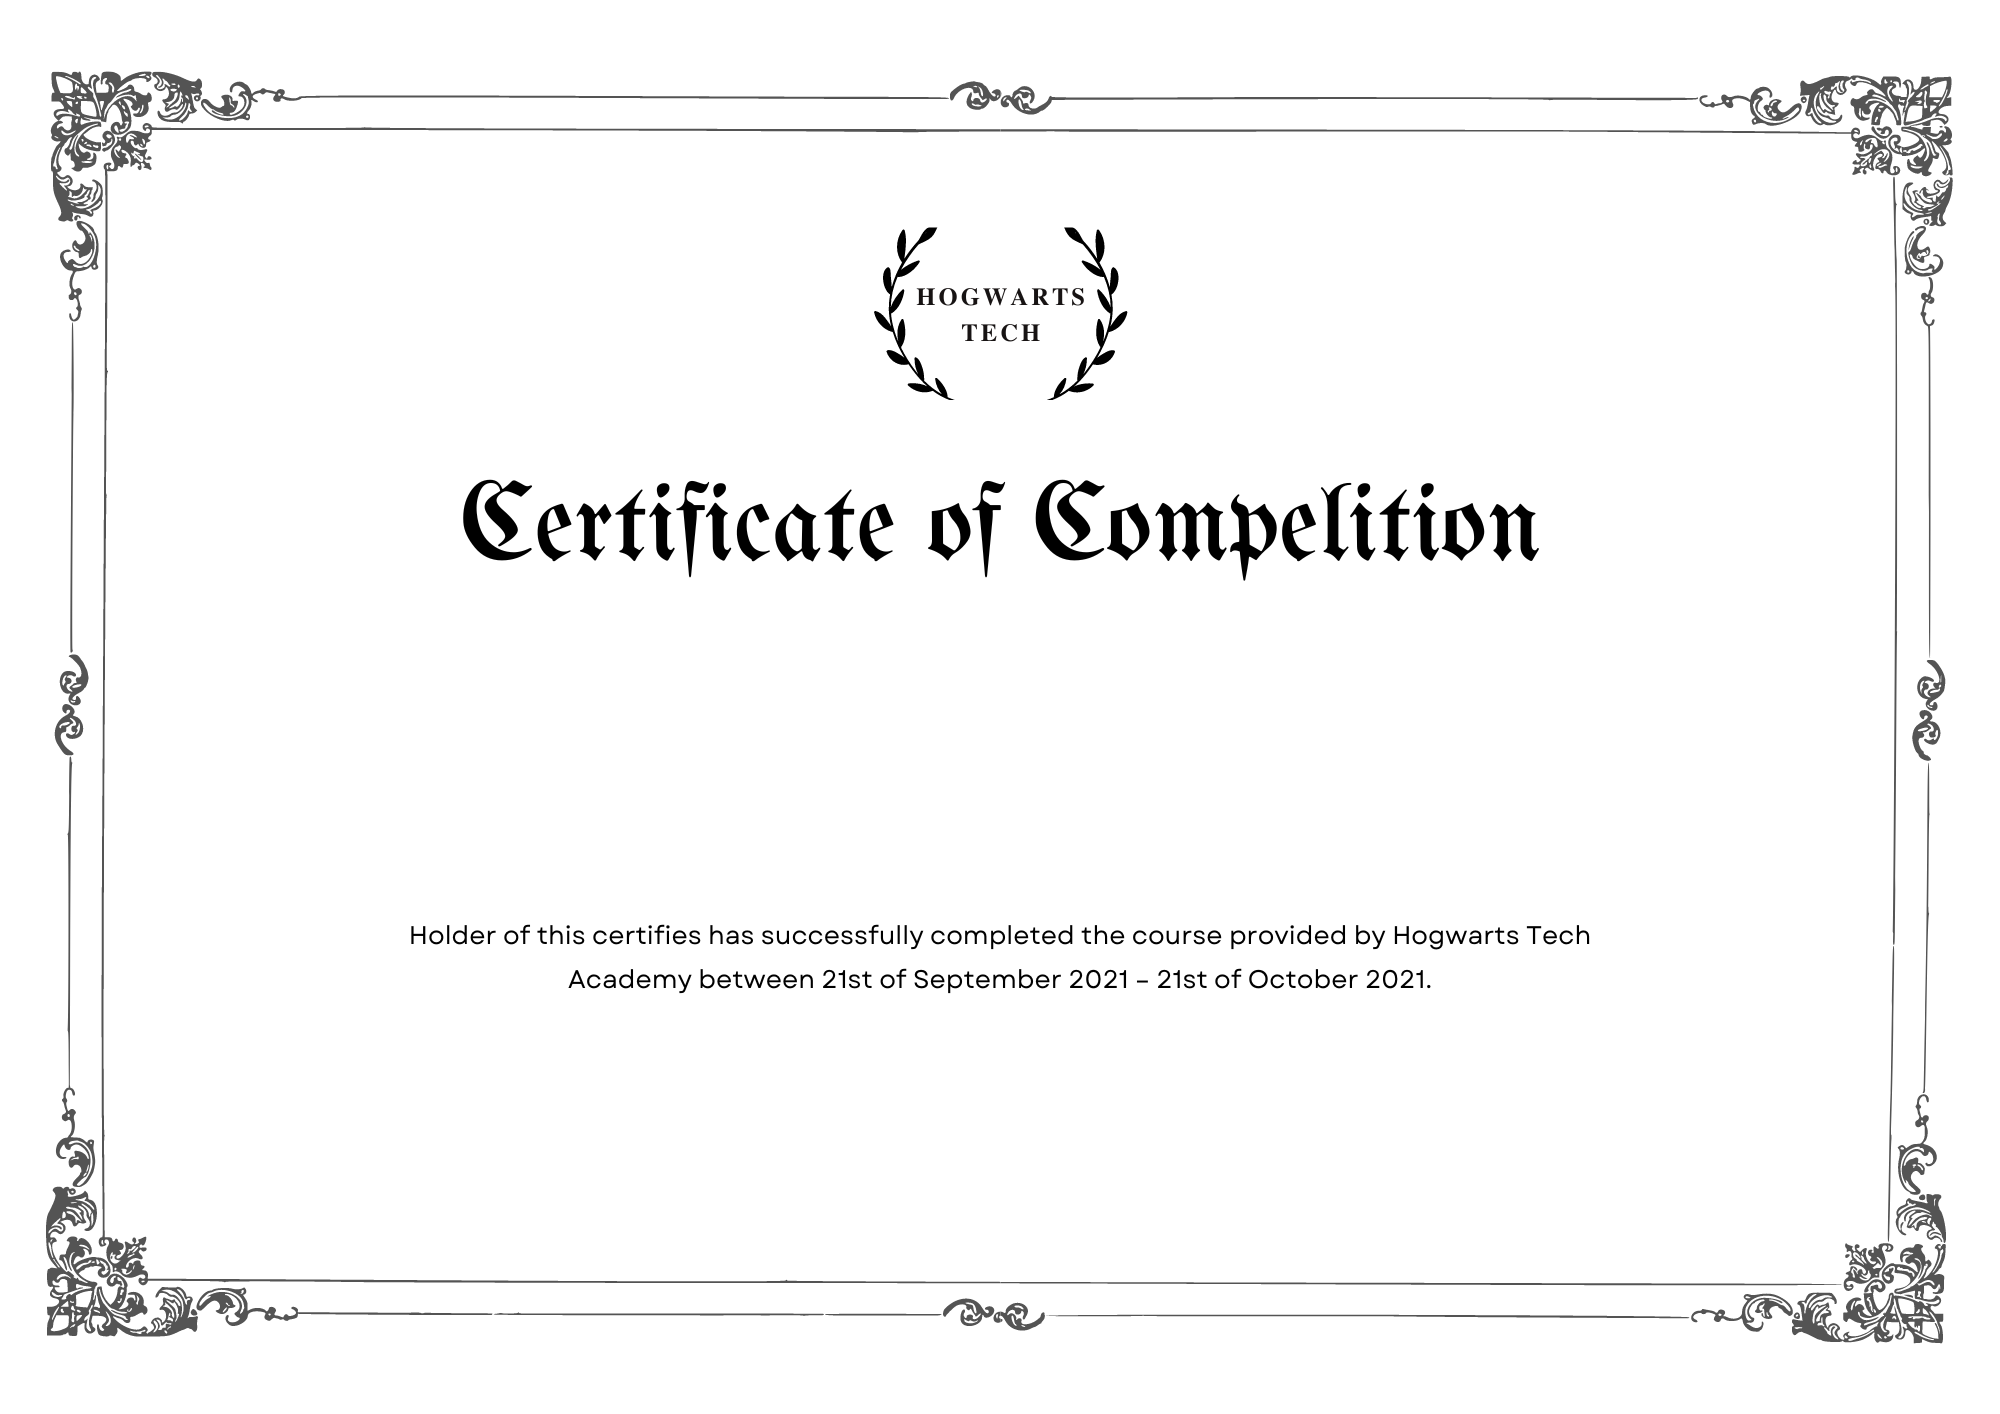 HOGWARTS
TECH
Certificate of Compelition
Holder of this certifies has successfully completed the course provided by Hogwarts Tech
Academy between 21st of September 2021 – 21st of October 2021.